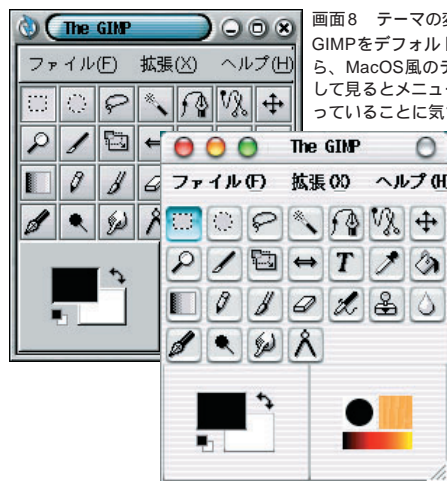 The GIMP
ファイル(F) 拡張(X) ヘルプ(H)
画面8 テーマの変
GIMPをデフォルト
ら、MacOS風のテ
して見るとメニュー
っていることに気
The GIMP
ファイル(F) 拡張(X) ヘルプ(H